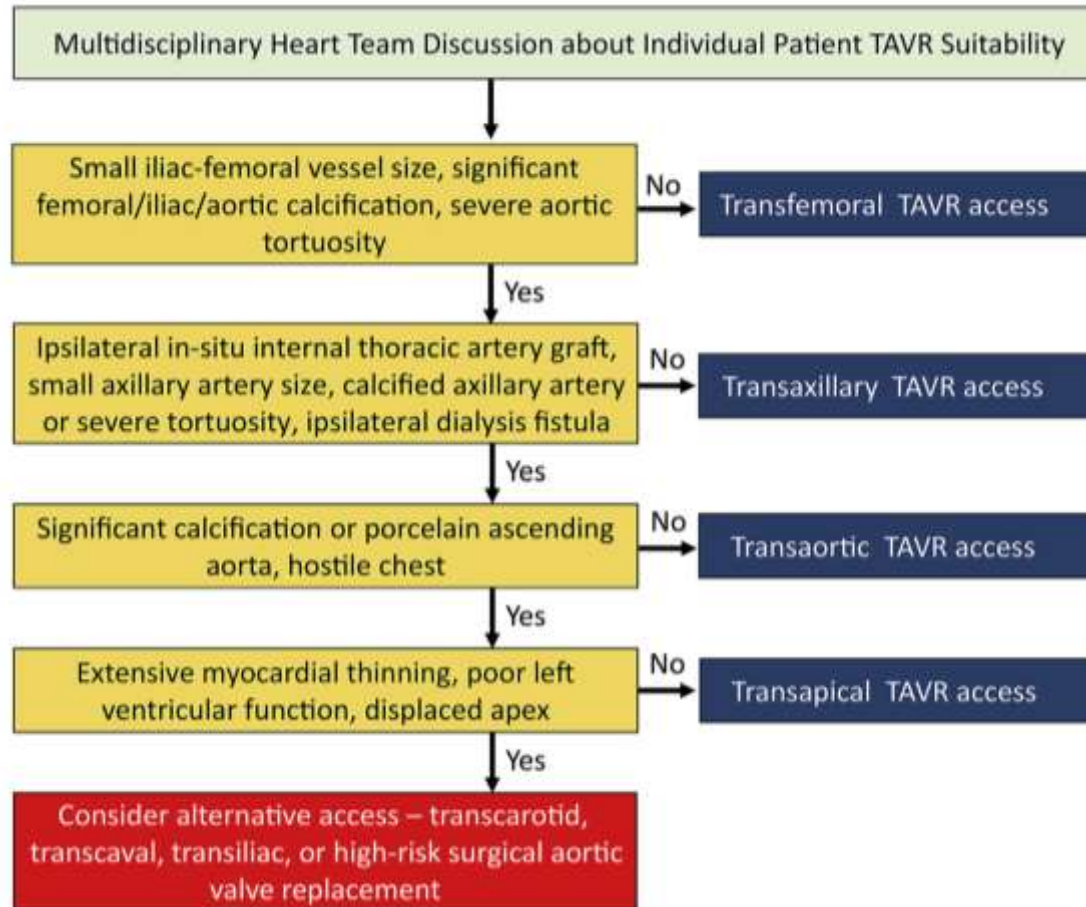 Multidisciplinary Heart Team Discussion about Individual Patient TAVR Suitability
Small iliac-femoral vessel size, significant
femoral/iliac/aortic calcification, severe aortic
tortuosity
No
Transfemoral TAVR access
Yes
Ipsilateral in-situ internal thoracic artery graft,
small axillary artery size, calcified axillary artery
or severe tortuosity, ipsilateral dialysis fistula
No
Transaxillary TAVR access
Yes
Significant calcification or porcelain ascending
aorta, hostile chest
No
Transaortic TAVR access
Yes
Extensive myocardial thinning, poor left
ventricular function, displaced apex
No
Transapical TAVR access
Yes
Consider alternative access – transcarotid,
transcaval, transiliac, or high-risk surgical aortic
valve replacement